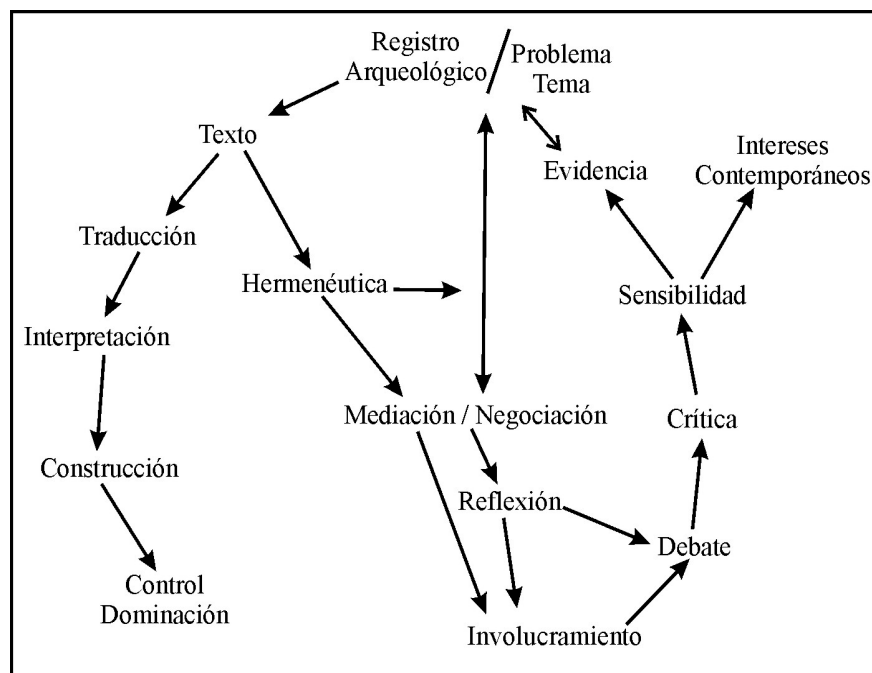 Registro
Arqueológico
/
Problema
Tema
Texto
Evidencia
Intereses
Contemporáneos
Traducción
Hermenéutica
Sensibilidad
Interpretación
Mediación / Negociación
Crítica
Construcción
Reflexión
Debate
Control
Dominación
Involucramiento